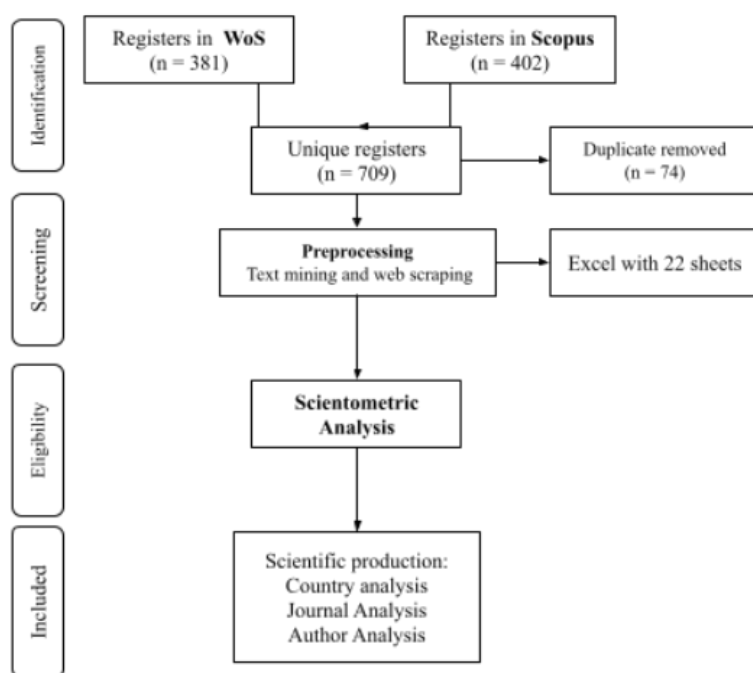 Identification
Registers in WoS
(n = 381)
Registers in Scopus
(n = 402)
Unique registers
(n = 709)
Duplicate removed
(n = 74)
Screening
Preprocessing
Text mining and web scraping
Excel with 22 sheets
Eligibility
Scientometric
Analysis
Included
Scientific production:
Country analysis
Journal Analysis
Author Analysis